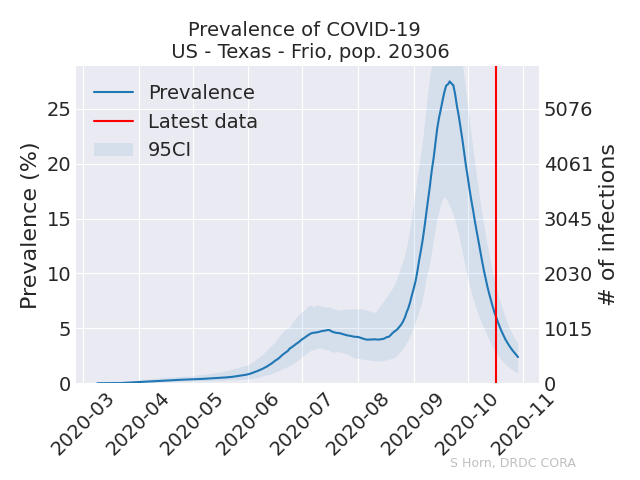 Prevalence of COVID-19
US - Texas - Frio, pop. 20306
Prevalence
Latest data
95CI
Prevalence (%)
25
20
15
10
5
0
5076
4061
3045
2030
1015
0
# of infections
2020-03
2020-04
2020-05
2020-06
2020-07
2020-08
2020-09
2020-10
2020-11
S Horn, DRDC CORA